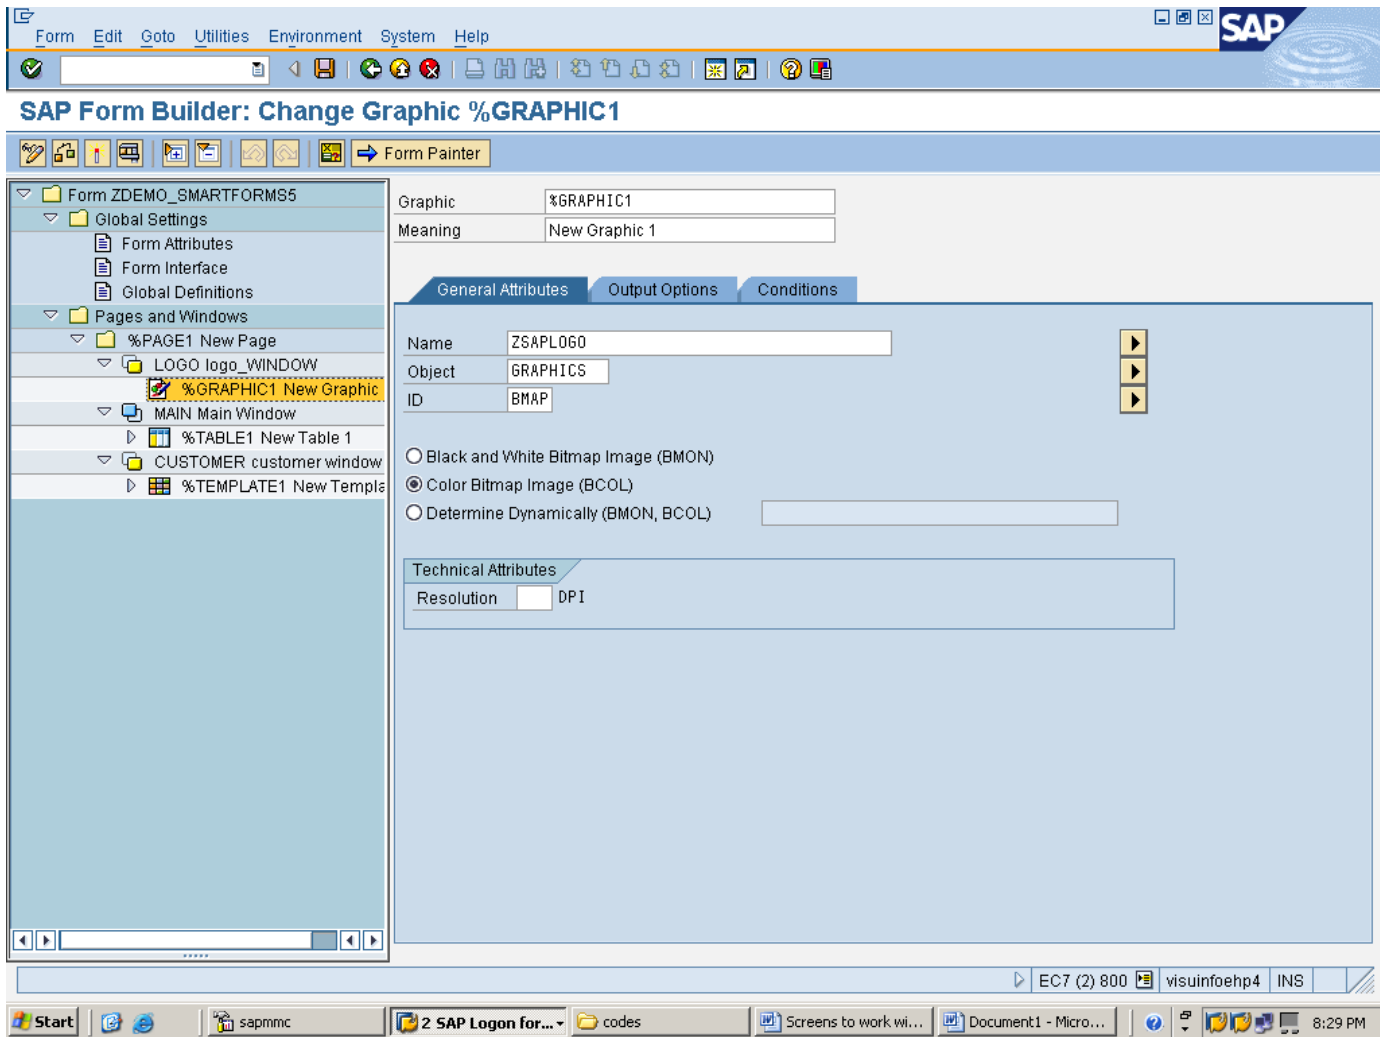 Form Edit Goto Utilities Environment System Help
SAP
SAP Form Builder: Change Graphic %GRAPHIC1
Form Painter
Form ZDEMO_SMARTFORMS5
Global Settings
Form Attributes
Form Interface
Global Definitions
Pages and Windows
%PAGE1 New Page
LOGO logo_WINDOW
%GRAPHIC1 New Graphic
MAIN Main Window
%TABLE1 New Table 1
CUSTOMER customer window
%TEMPLATE1 New Templa
Graphic %GRAPHIC1
Meaning New Graphic 1
General Attributes Output Options Conditions
Name ZSAPLOGO
Object GRAPHICS
ID BMAP
Black and White Bitmap Image (BMON)
Color Bitmap Image (BCOL)
Determine Dynamically (BMON, BCOL)
Technical Attributes
Resolution DPI
EC7 (2) 800 visuinfoehp4 INS
Start sapmmc 2 SAP Logon for... codes Screens to work wi... Document1 - Micro... 8:29 PM